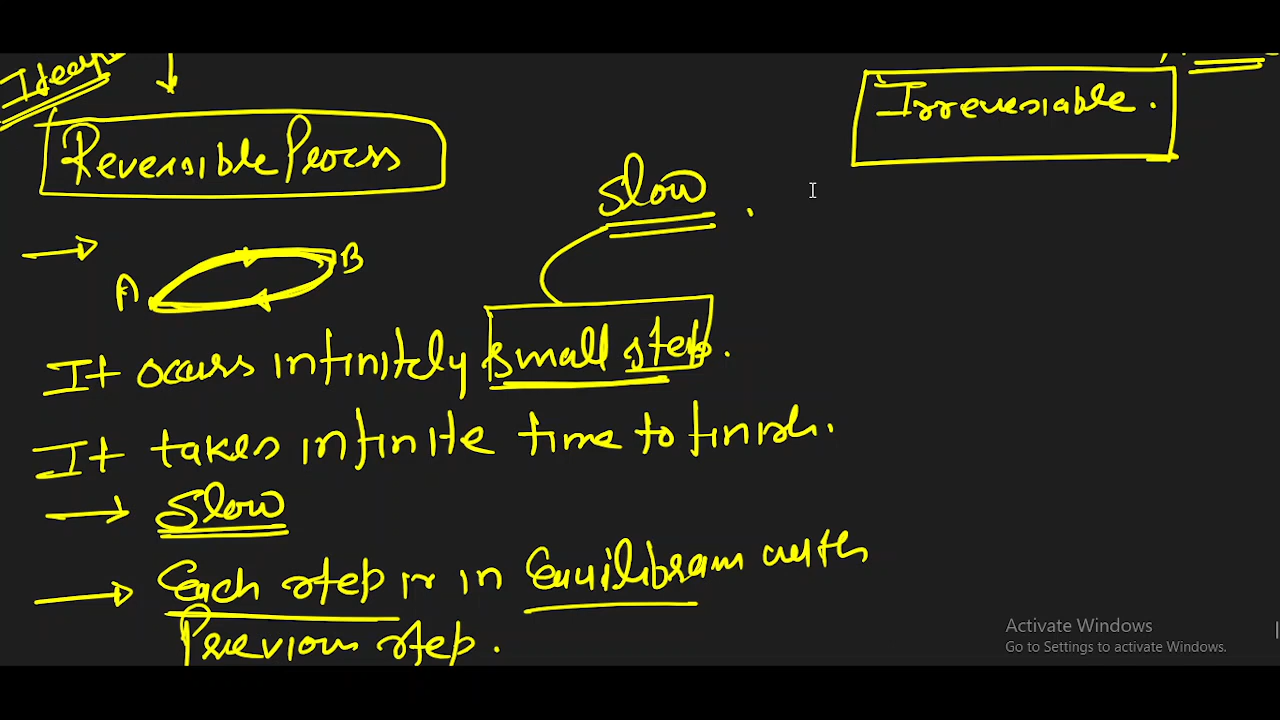 Reversible Process
Irreversiable.
Slow.
A B
It occurs infinitely small step.
It takes infinite time to finish.
Slow
Each step is in Equilibram with
Previous step.
Activate Windows
Go to Settings to activate Windows.